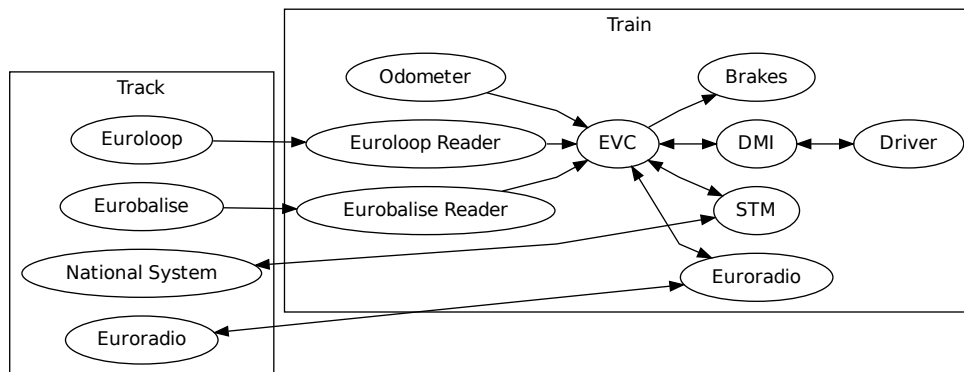 Train
Track
Odometer
Brakes
Euroloop
Euroloop Reader
EVC
DMI
Driver
Eurobalise
Eurobalise Reader
STM
National System
Euroradio
Euroradio